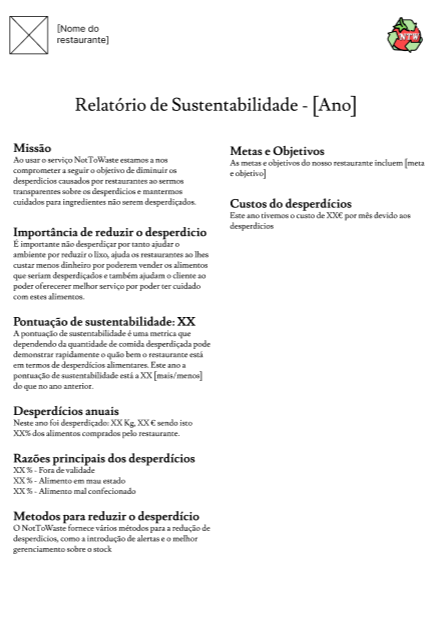 [Nome do
restaurante]
NTW
Relatório de Sustentabilidade - [Ano]
Missão
Ao usar o serviço NotToWaste estamos a nos
comprometer a seguir o objetivo de diminuir os
desperdicios causados por restaurantes ao sermos
transparentes sobre os desperdicios e mantermos
cuidados para ingredientes não serem desperdiçados.
Importância de reduzir o desperdicio
É importante não desperdiçar por tanto ajudar o
ambiente por reduzir o lixo, ajuda os restaurantes ao lhes
custar menos dinheiro por poderem vender os alimentos
que seriam desperdiçados e também ajudam o cliente ao
poder oferecerer melhor serviço por poder ter cuidado
com estes alimentos.
Pontuação de sustentabilidade: XX
A pontuação de sustentabilidade é uma metrica que
dependendo da quantidade de comida desperdiçada pode
demonstrar rapidamente o quão bem o restaurante está
em termos de desperdícios alimentares. Este ano a
pontuação de sustentabilidade está a XX [mais/menos]
do que no ano anterior.
Desperdícios anuais
Neste ano foi desperdiçado: XX Kg, XX € sendo isto
XX% dos alimentos comprados pelo restaurante.
Razões principais dos desperdícios
XX % - Fora de validade
XX % - Alimento em mau estado
XX % - Alimento mal confecionado
Metodos para reduzir o desperdício
O NotToWaste fornece vários métodos para a redução de
desperdicios, como a introdução de alertas e o melhor
gerenciamento sobre o stock
Metas e Objetivos
As metas e objetivos do nosso restaurante incluem [meta
e objetivo]
Custos do desperdícios
Este ano tivemos o custo de XX€ por mês devido aos
desperdicios